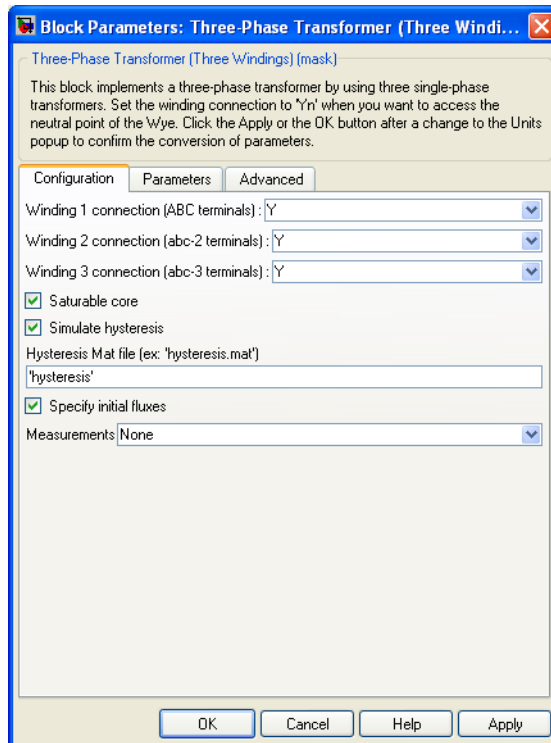 Block Parameters: Three-Phase Transformer (Three Windi...
Three-Phase Transformer (Three Windings) (mask)
This block implements a three-phase transformer by using three single-phase
transformers. Set the winding connection to 'Yn' when you want to access the
neutral point of the Wye. Click the Apply or the OK button after a change to the Units
popup to confirm the conversion of parameters.
Configuration Parameters Advanced
Winding 1 connection (ABC terminals) : Y
Winding 2 connection (abc-2 terminals) : Y
Winding 3 connection (abc-3 terminals) : Y
Saturable core
Simulate hysteresis
Hysteresis Mat file (ex: 'hysteresis.mat')
'hysteresis'
Specify initial fluxes
Measurements None
OK Cancel Help Apply